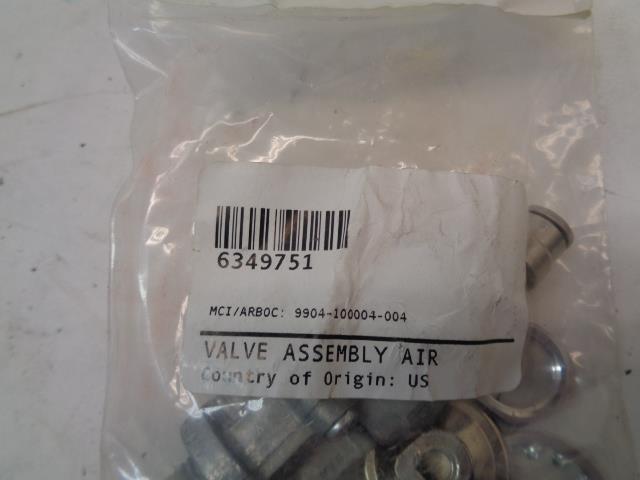 6349751
MCI/ARBOC: 9904-100004-004
VALVE ASSEMBLY AIR
Country of Origin: US